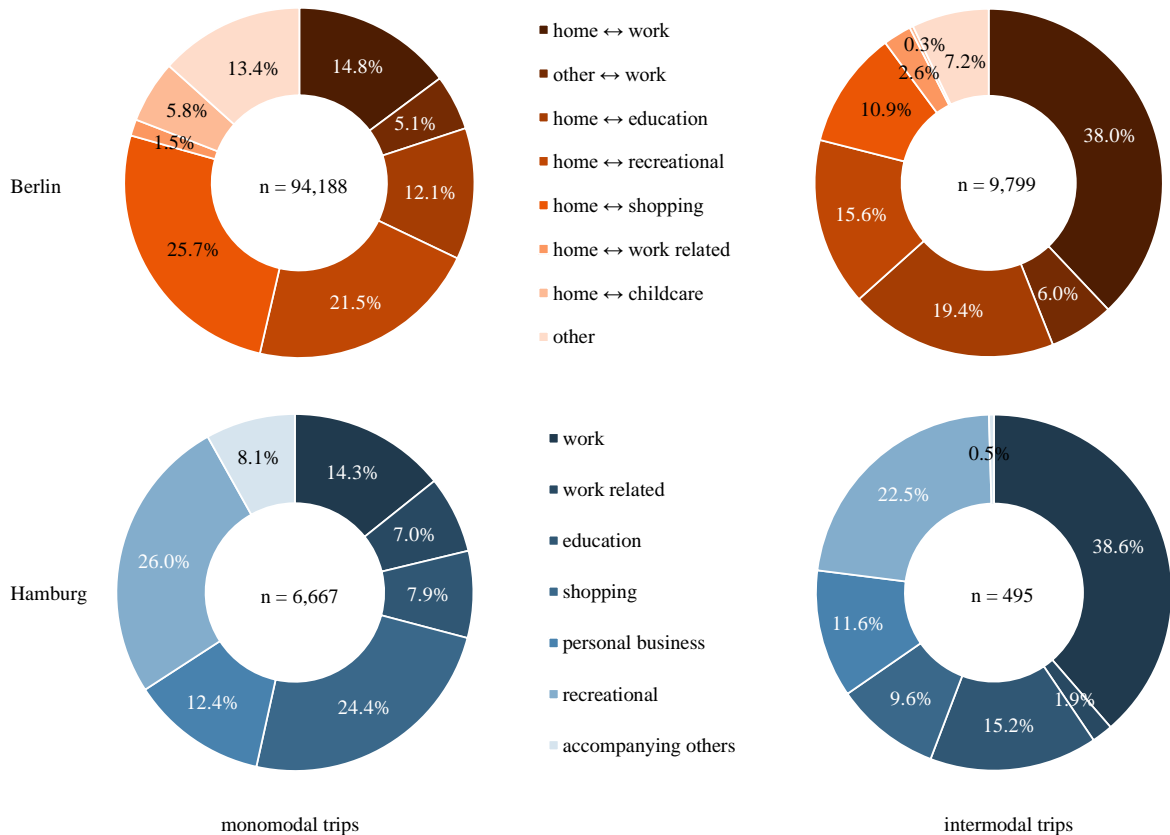 Berlin
14.8%
5.1%
12.1%
21.5%
25.7%
1.5%
5.8%
13.4%
n = 94,188
home ↔ work
other ↔ work
home ↔ education
home ↔ recreational
home ↔ shopping
home ↔ work related
home ↔ childcare
other
38.0%
6.0%
19.4%
15.6%
10.9%
2.6%
0.3%
7.2%
n = 9,799
Hamburg
14.3%
7.0%
7.9%
24.4%
12.4%
26.0%
8.1%
n = 6,667
work
work related
education
shopping
personal business
recreational
accompanying others
38.6%
1.9%
15.2%
9.6%
11.6%
22.5%
0.5%
n = 495
monomodal trips
intermodal trips